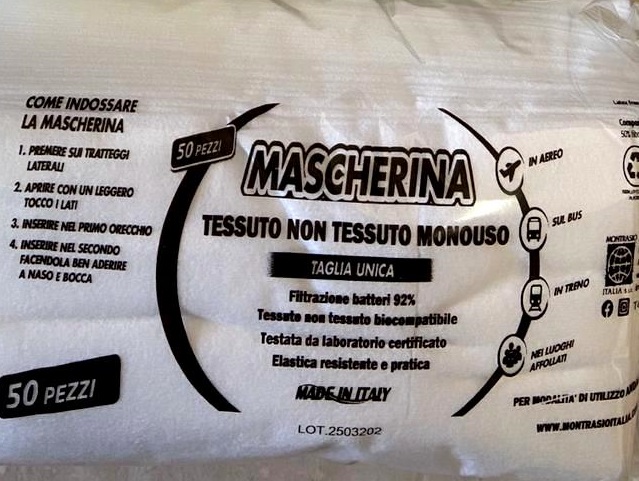 COME INDOSSARE
LA MASCHERINA
1. PREMERE SUI TRATTEGGI
LATERALI
2. APRIRE CON UN LEGGERO
TOCCO I LATI
3. INSERIRE NEL PRIMO ORECCHIO
4. INSERIRE NEL SECONDO
FACENDOLA BEN ADERIRE
A NASO E BOCCA
50 PEZZI
50 PEZZI
MASCHERINA
TESSUTO NON TESSUTO MONOUSO
TAGLIA UNICA
Filtrazione batteri 92%
Tessuto non tessuto biocompatibile
Testata da laboratorio certificato
Elastica resistente e pratica
MADE IN ITALY
LOT.2503202
IN AEREO
SUL BUS
IN TRENO
NEI LUOGHI
AFFOLLATI
MONTRASIO
ITALIA
PER MODALITA' DI UTILIZZO
WWW.MONTRASIOITALIA.